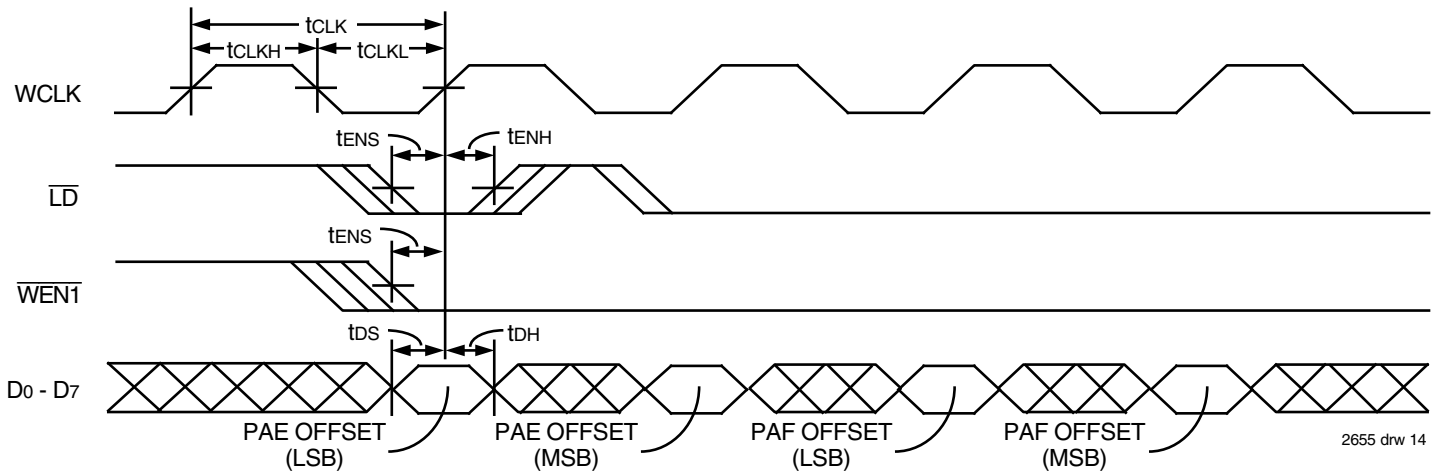 tCLK
tCLKH
tCLKL
WCLK
tENS
tENH
LD
tENS
WEN1
tDS
tDH
D0 - D7
PAE OFFSET
(LSB)
PAE OFFSET
(MSB)
PAF OFFSET
(LSB)
PAF OFFSET
(MSB)
2655 drw 14